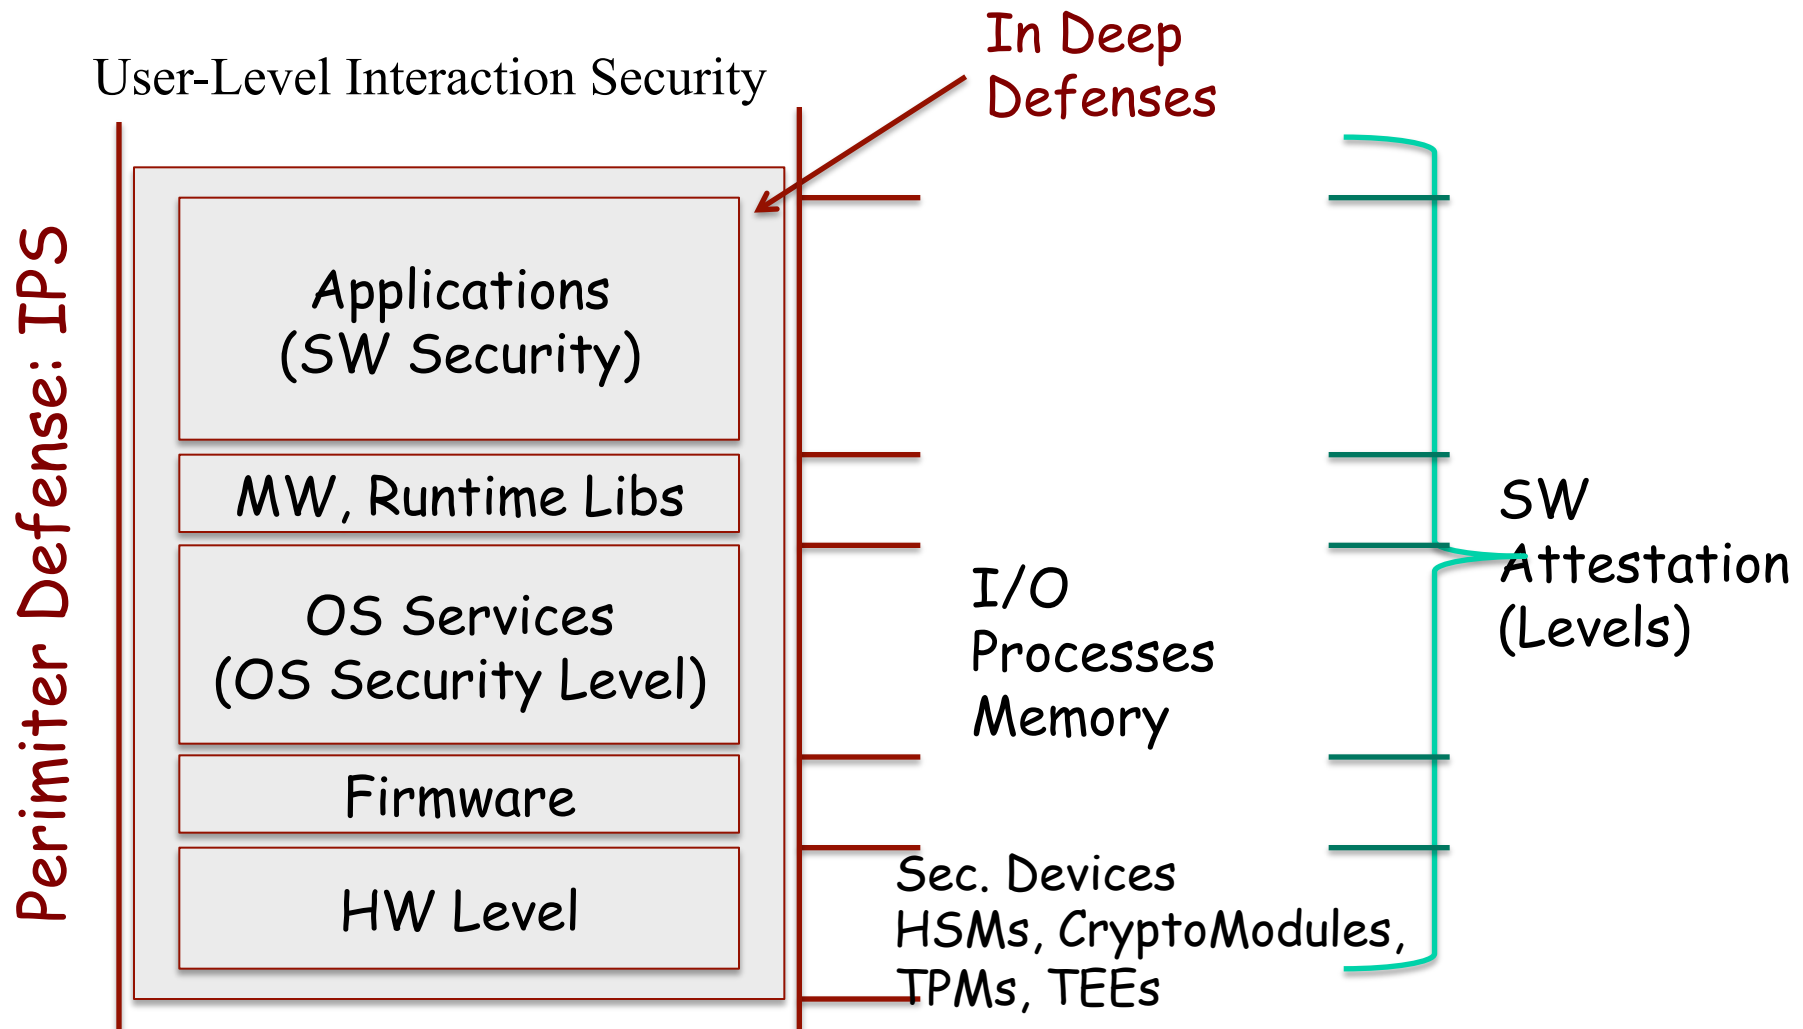 In Deep
Defenses
User-Level Interaction Security
Perimiter Defense: IPS
Applications
(SW Security)
MW, Runtime Libs
OS Services
(OS Security Level)
Firmware
HW Level
I/O
Processes
Memory
Sec. Devices
HSMs, CryptoModules,
TPMs, TEEs
SW
Attestation
(Levels)